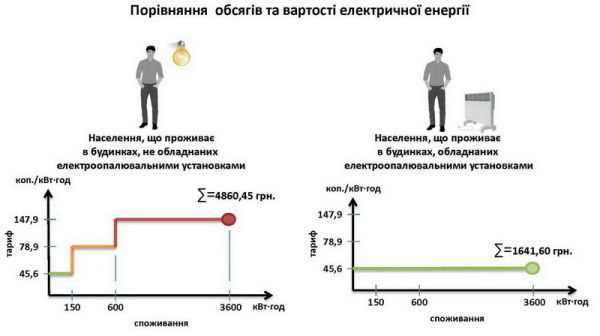 Порівняння обсягів та вартості електричної енергії
Населення, що проживає
в будинках, не обладнаних
електроопалювальними установками
коп./кВт·год
∑=4860,45 грн.
147,9
78,9
45,6
тариф
150
600
3600
кВт·год
споживання
Населення, що проживає
в будинках, обладнаних
електроопалювальними установками
коп./кВт·год
147,9
78,9
∑=1641,60 грн.
45,6
тариф
150
600
3600
кВт·год
споживання